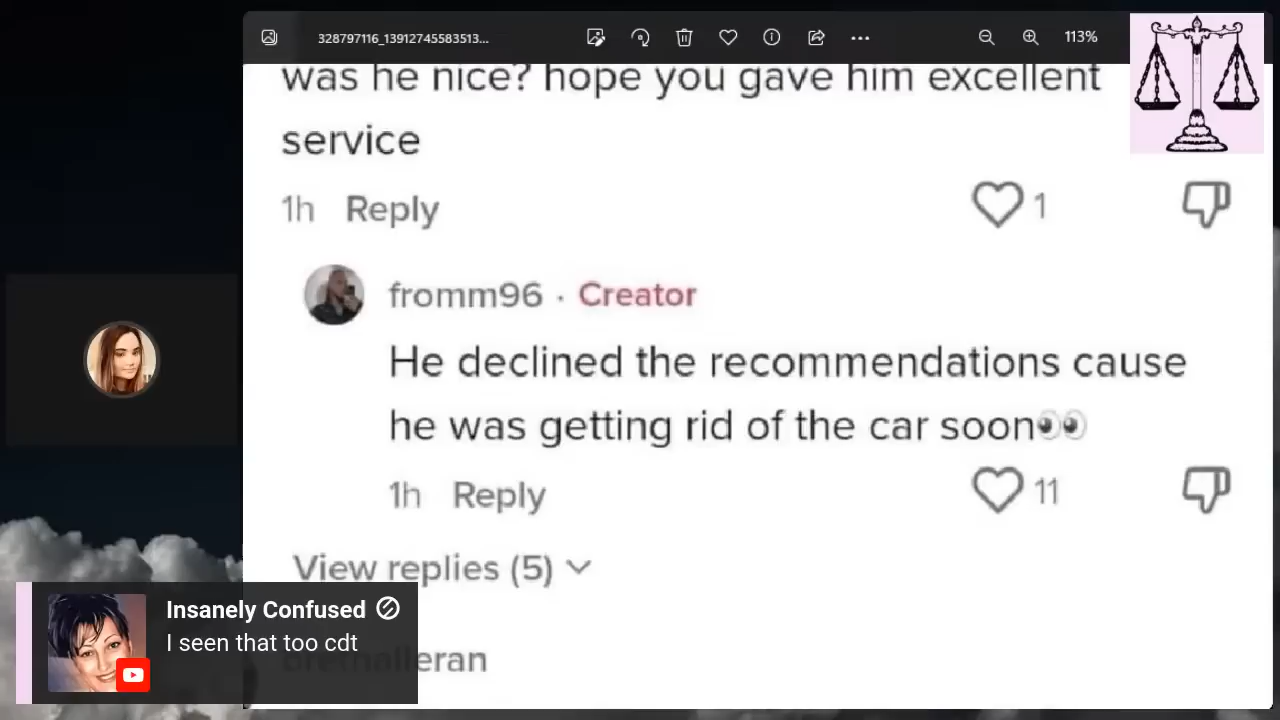 328797116_13912745583513...
113%
was he nice? hope you gave him excellent
service
1h Reply
1
fromm96 · Creator
He declined the recommendations cause
he was getting rid of the car soon👀
1h Reply
11
View replies (5)
Insanely Confused
I seen that too cdt